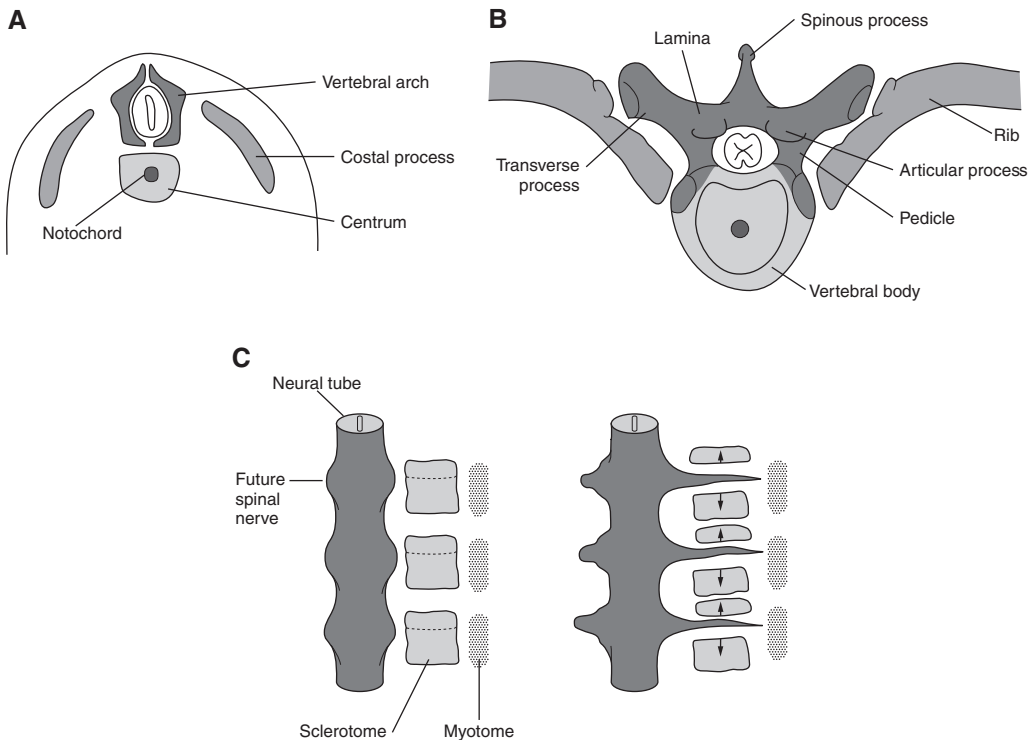 A
Vertebral arch
Costal process
Centrum
Notochord
B
Spinous process
Lamina
Rib
Transverse
process
Articular process
Pedicle
Vertebral body
C
Neural tube
Future
spinal
nerve
Sclerotome
Myotome